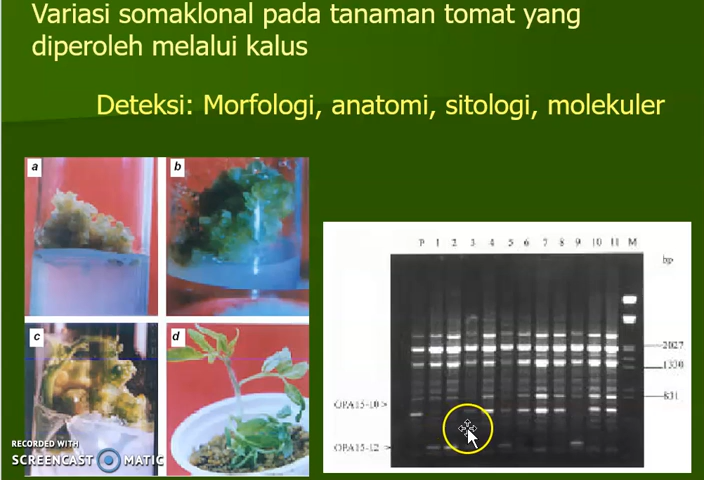 Variasi somaklonal pada tanaman tomat yang
diperoleh melalui kalus
Deteksi: Morfologi, anatomi, sitologi, molekuler
a
b
c
d
P 1 2 3 4 5 6 7 8 9 10 11 M
bp
2027
1330
831
OPA15-10 >
OPA15-12 >
RECORDED WITH
SCREENCAST MATIC